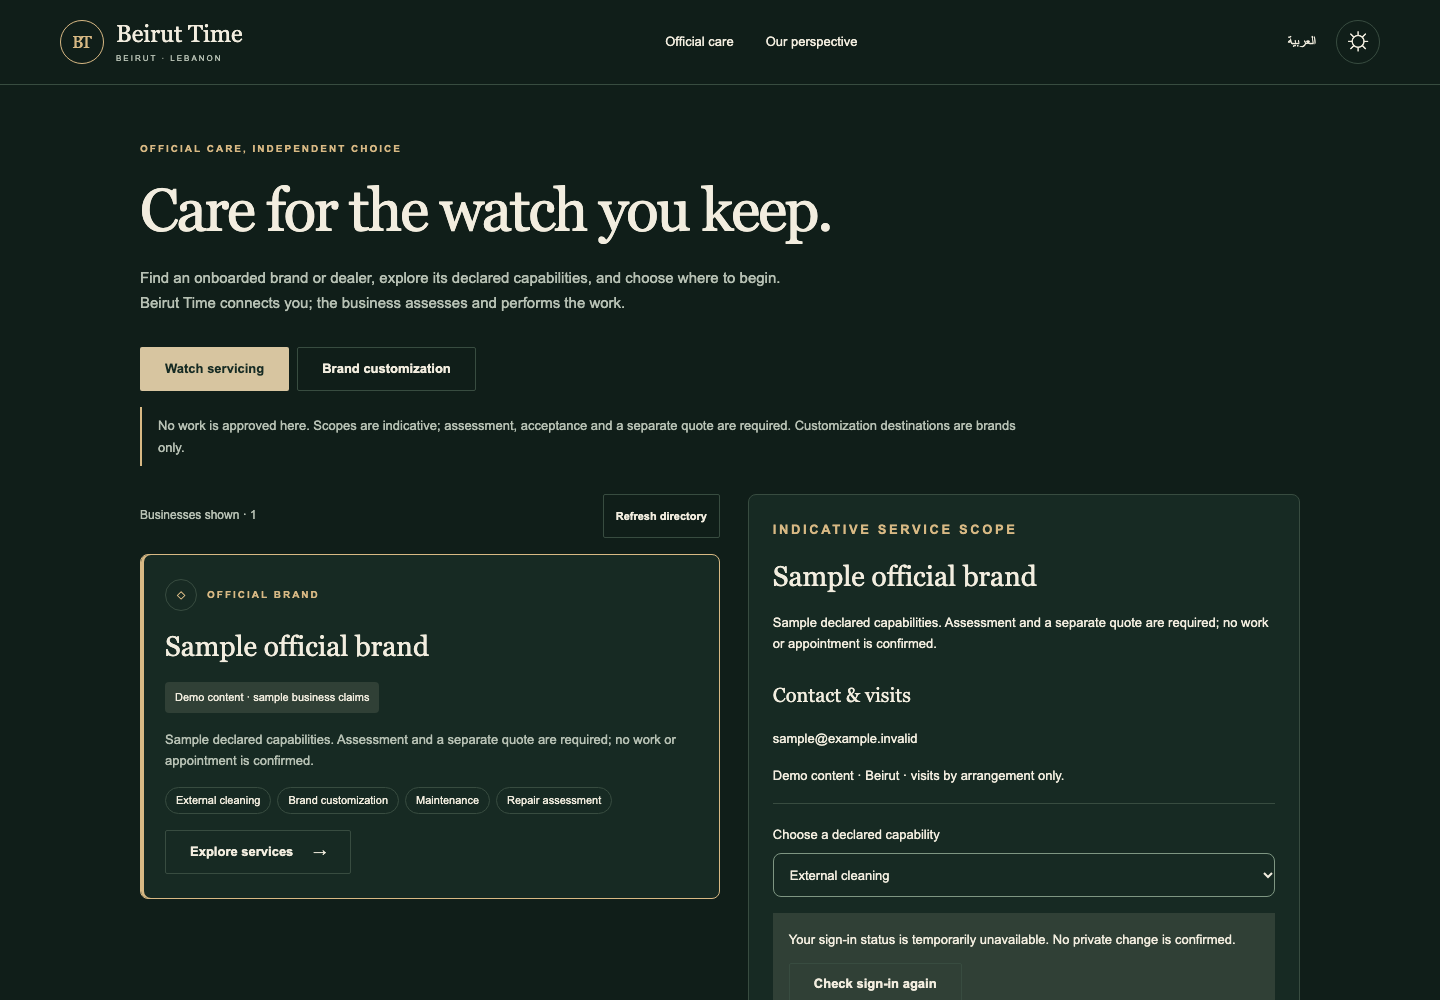 BT
Beirut Time
BEIRUT · LEBANON
Official care
Our perspective
العربية
OFFICIAL CARE, INDEPENDENT CHOICE
Care for the watch you keep.
Find an onboarded brand or dealer, explore its declared capabilities, and choose where to begin.
Beirut Time connects you; the business assesses and performs the work.
Watch servicing
Brand customization
No work is approved here. Scopes are indicative; assessment, acceptance and a separate quote are required. Customization destinations are brands
only.
Businesses shown · 1
Refresh directory
OFFICIAL BRAND
Sample official brand
Demo content · sample business claims
Sample declared capabilities. Assessment and a separate quote are required; no work or
appointment is confirmed.
External cleaning
Brand customization
Maintenance
Repair assessment
Explore services →
INDICATIVE SERVICE SCOPE
Sample official brand
Sample declared capabilities. Assessment and a separate quote are required; no work
or appointment is confirmed.
Contact & visits
sample@example.invalid
Demo content · Beirut · visits by arrangement only.
Choose a declared capability
External cleaning
Your sign-in status is temporarily unavailable. No private change is confirmed.
Check sign-in again